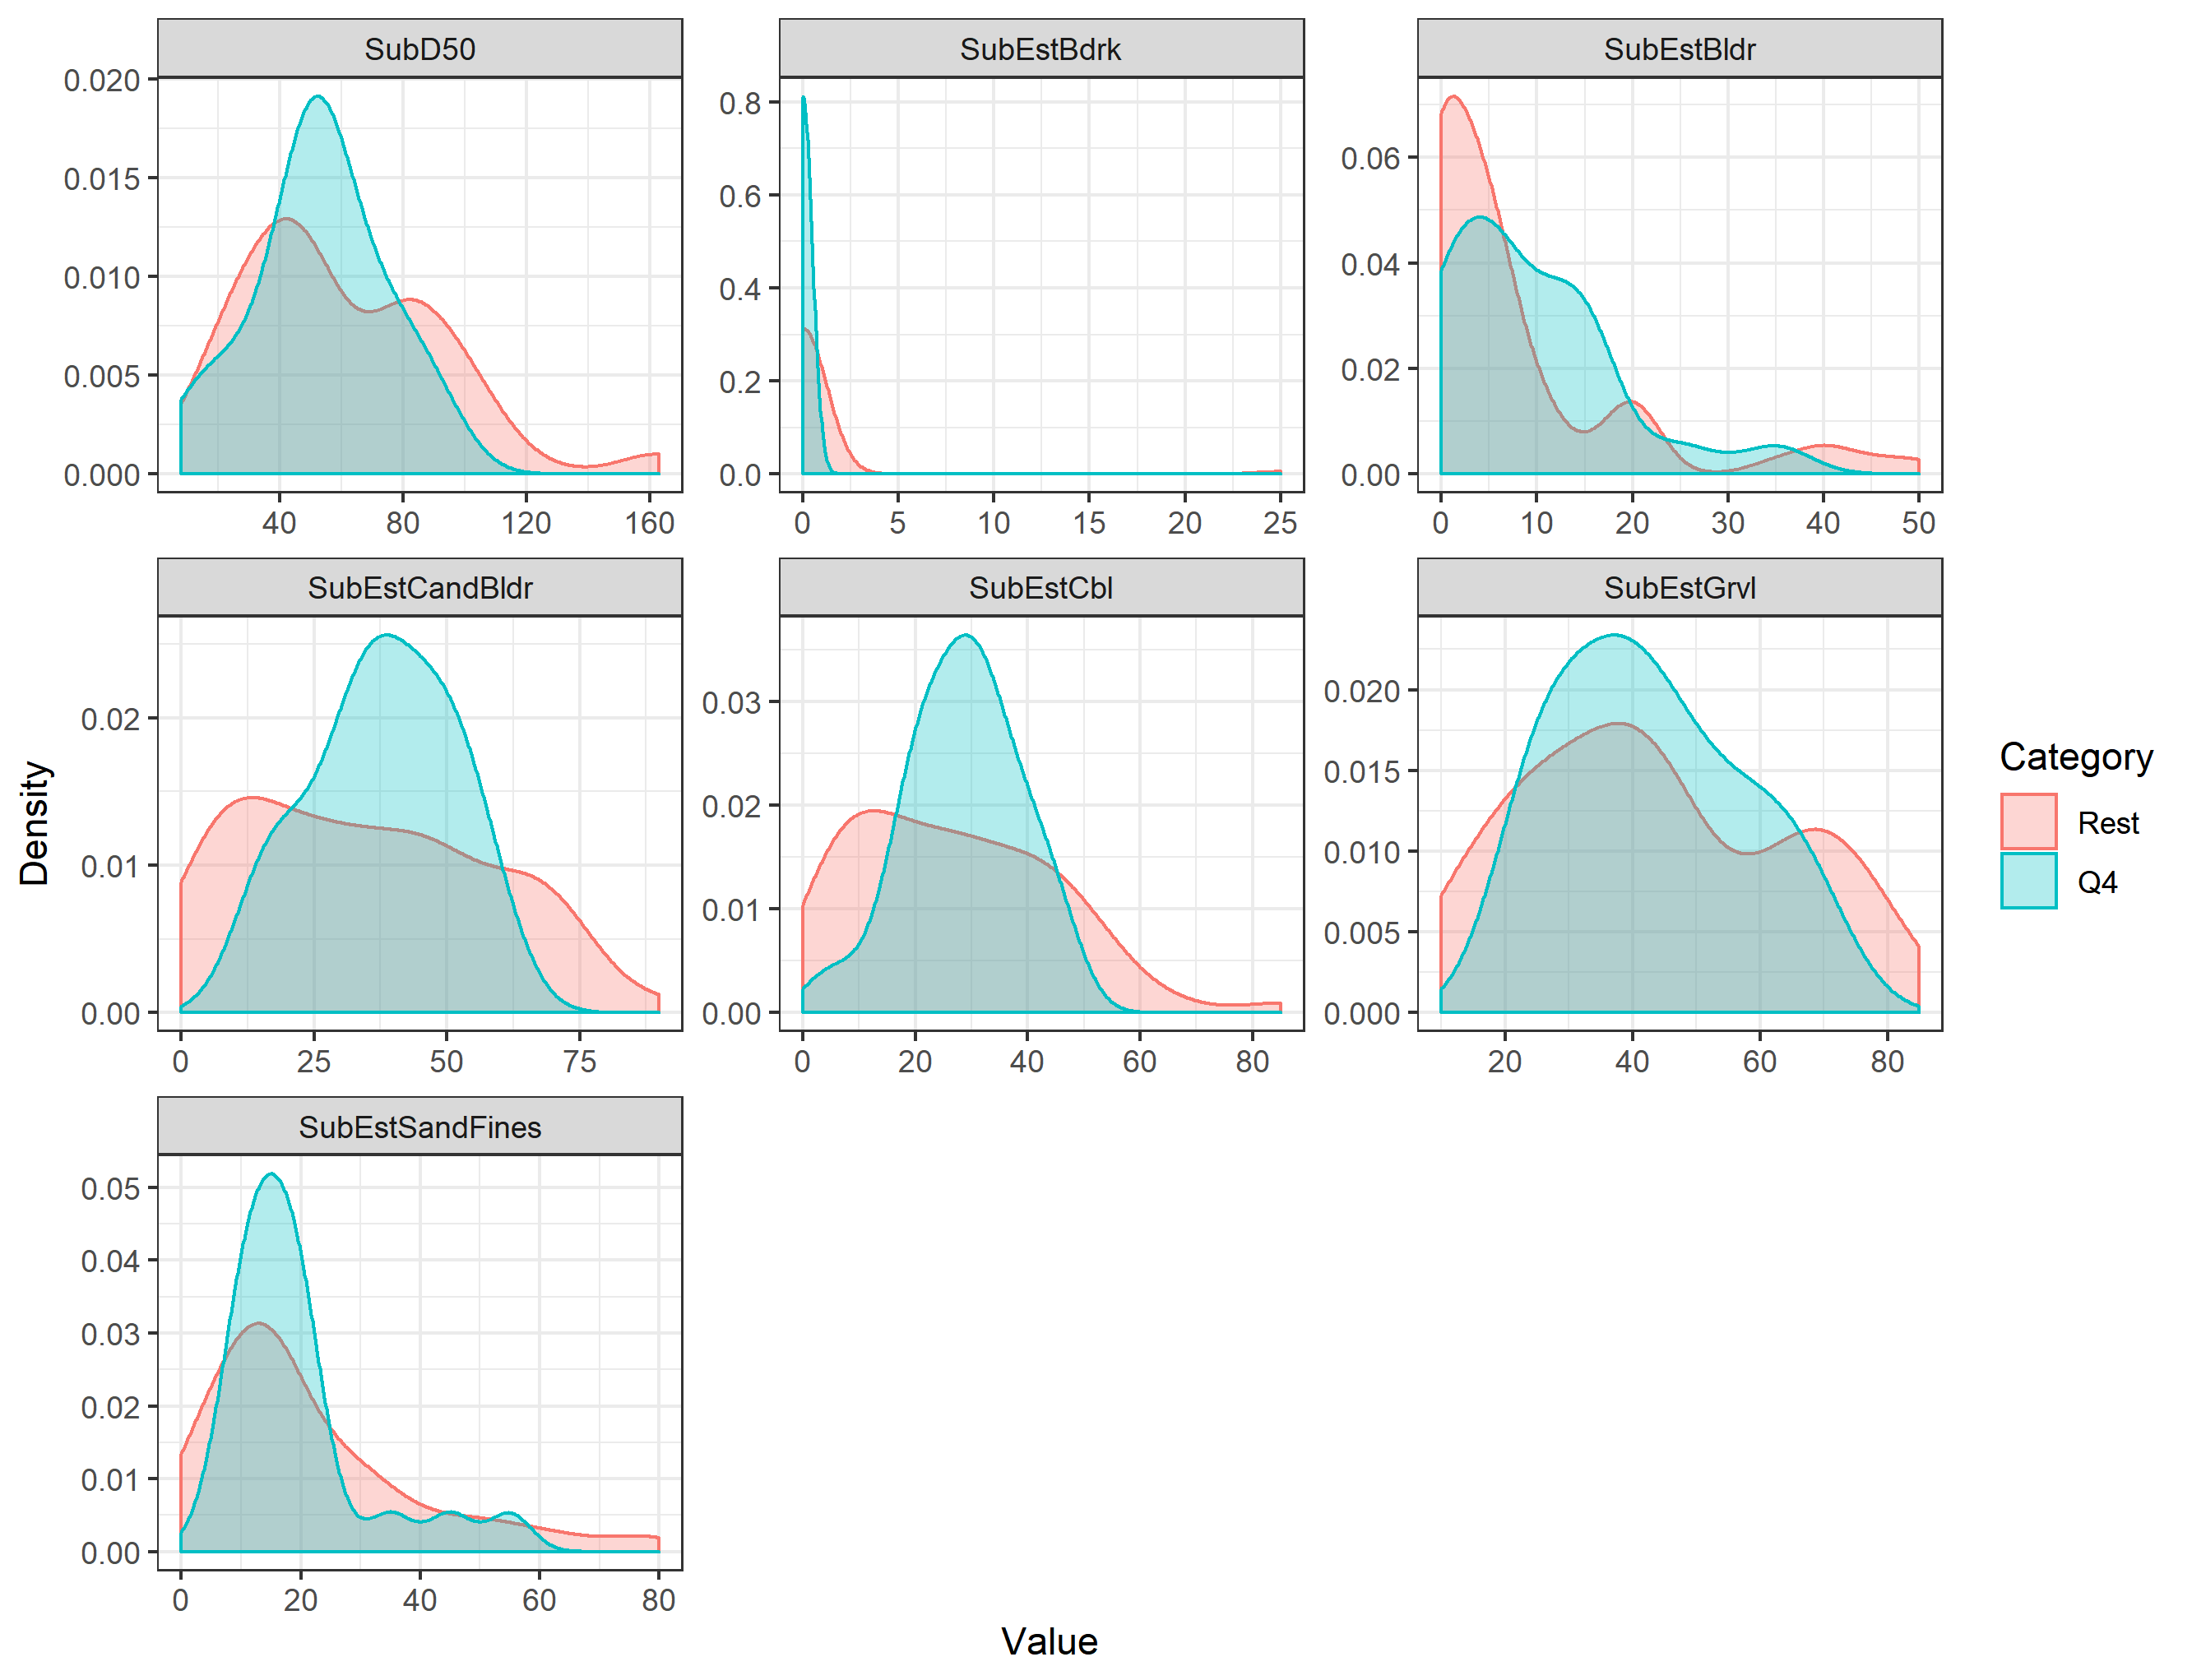 SubD50
SubEstBdrk
SubEstBldr
0.020
0.015
0.010
0.005
0.000
0.8
0.6
0.4
0.2
0.0
0.06
0.04
0.02
0.00
40 80 120 160
0 5 10 15 20 25
0 10 20 30 40 50
SubEstCandBldr
SubEstCbl
SubEstGrvl
0.02
0.01
0.00
0.03
0.02
0.01
0.00
0.020
0.015
0.010
0.005
0.000
0 25 50 75
0 20 40 60 80
20 40 60 80
SubEstSandFines
0.05
0.04
0.03
0.02
0.01
0.00
0 20 40 60 80
Density
Value
Category
Rest
Q4